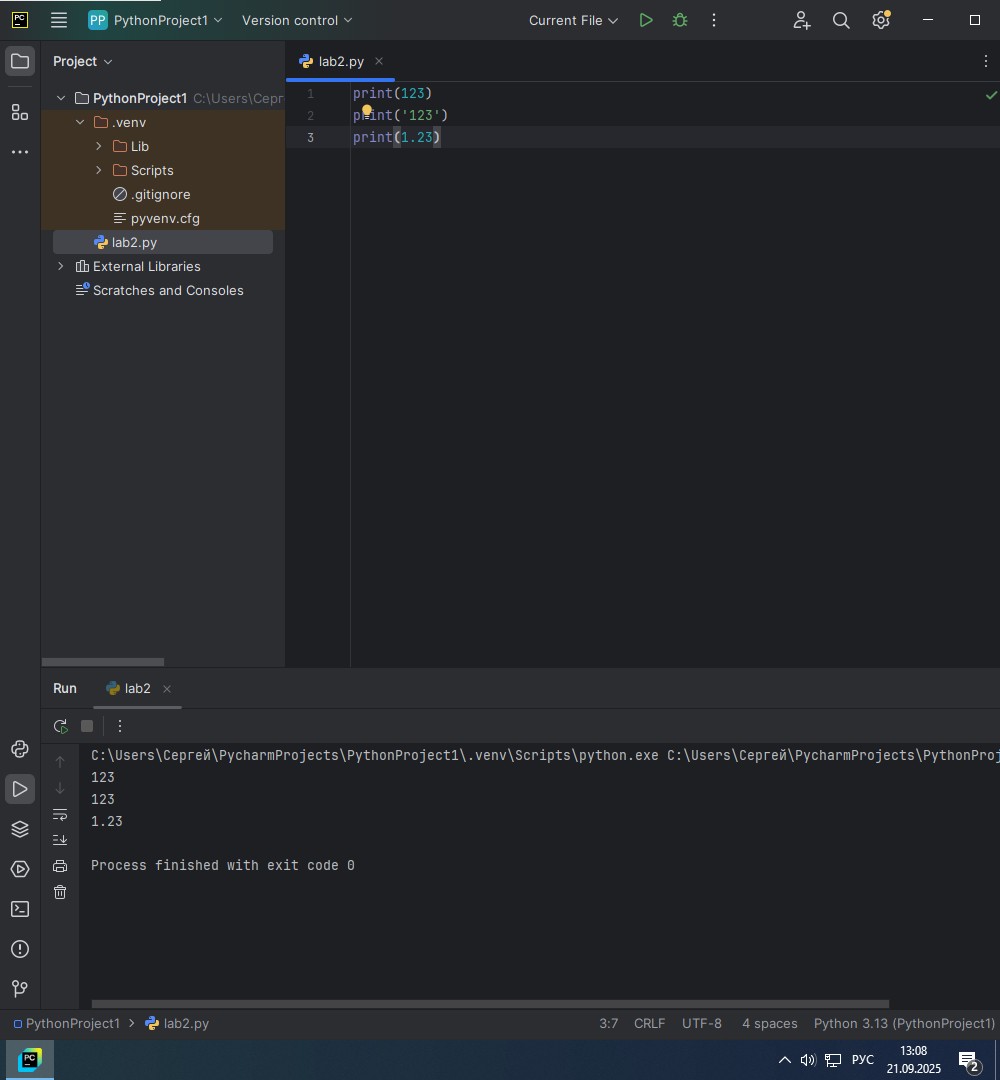 PC
PP PythonProject1
Version control
Current File
Project
lab2.py
PythonProject1 C:\Users\Серг
.venv
Lib
Scripts
.gitignore
pyvenv.cfg
lab2.py
External Libraries
Scratches and Consoles
1 print(123)
2 print('123')
3 print(1.23)
Run
lab2
C:\Users\Сергей\PycharmProjects\PythonProject1\.venv\Scripts\python.exe C:\Users\Сергей\PycharmProjects\PythonProj
123
123
1.23
Process finished with exit code 0
PythonProject1 > lab2.py
3:7 CRLF UTF-8 4 spaces Python 3.13 (PythonProject1)
PC
РУС
13:08
21.09.2025
2